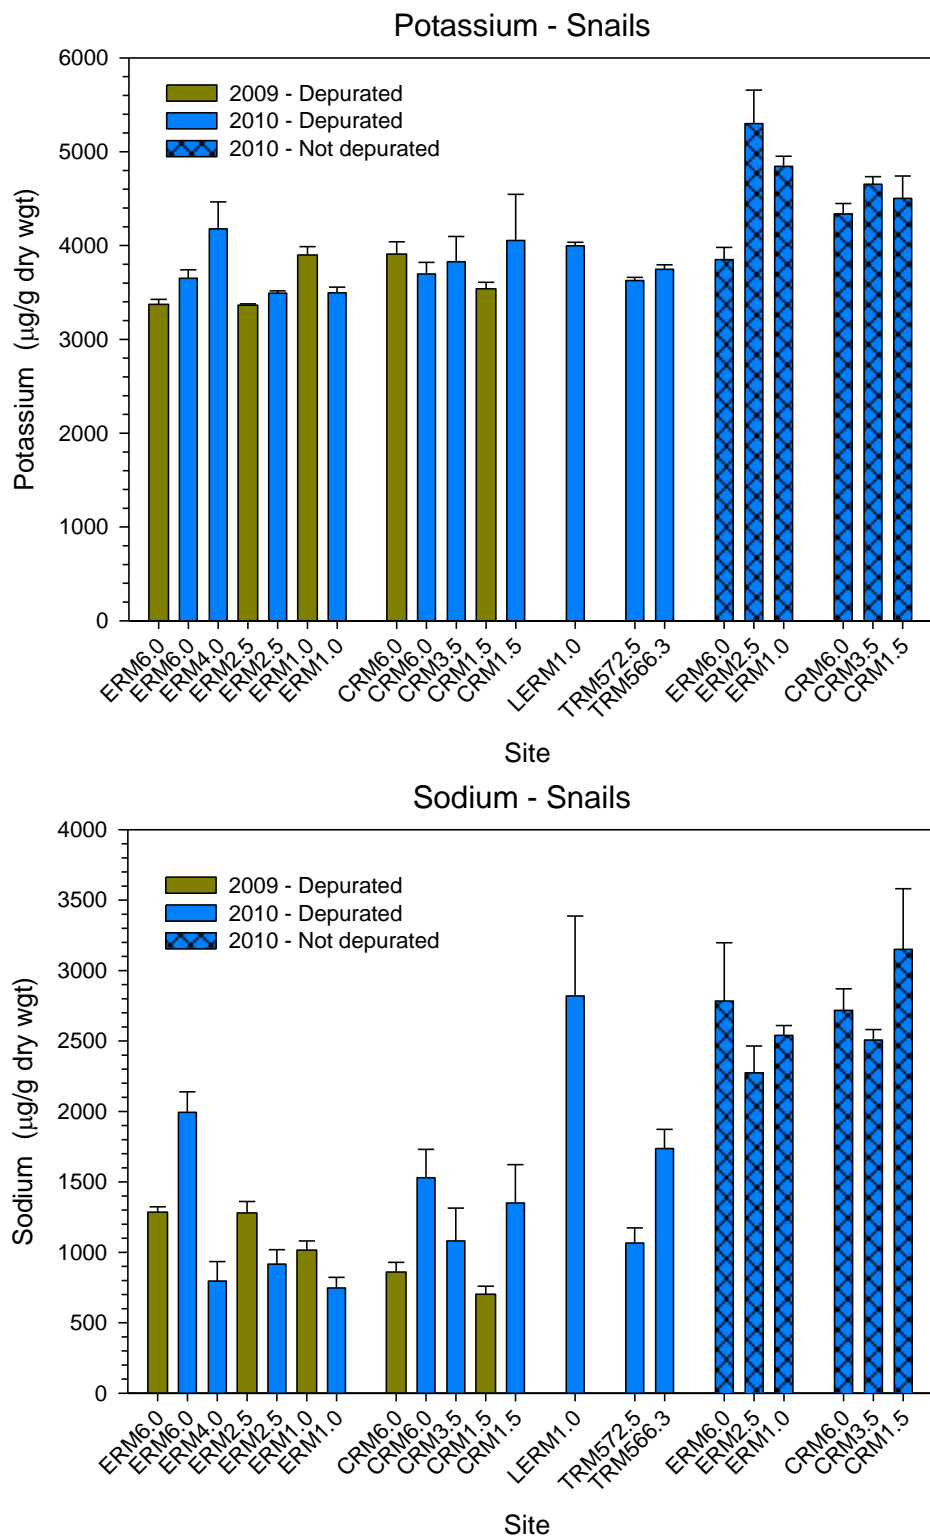 Potassium - Snails
6000
5000
4000
3000
2000
1000
0
Potassium (µg/g dry wgt)
2009 - Depurated
2010 - Depurated
2010 - Not depurated
ERM6.0
ERM6.0
ERM4.0
ERM2.5
ERM2.5
ERM1.0
ERM1.0
CRM6.0
CRM6.0
CRM3.5
CRM1.5
CRM1.5
LERM1.0
TRM572.5
TRM566.3
ERM6.0
ERM2.5
ERM1.0
CRM6.0
CRM3.5
CRM1.5
Site
Sodium - Snails
4000
3500
3000
2500
2000
1500
1000
500
0
Sodium (µg/g dry wgt)
2009 - Depurated
2010 - Depurated
2010 - Not depurated
ERM6.0
ERM6.0
ERM4.0
ERM2.5
ERM2.5
ERM1.0
ERM1.0
CRM6.0
CRM6.0
CRM3.5
CRM1.5
CRM1.5
LERM1.0
TRM572.5
TRM566.3
ERM6.0
ERM2.5
ERM1.0
CRM6.0
CRM3.5
CRM1.5
Site